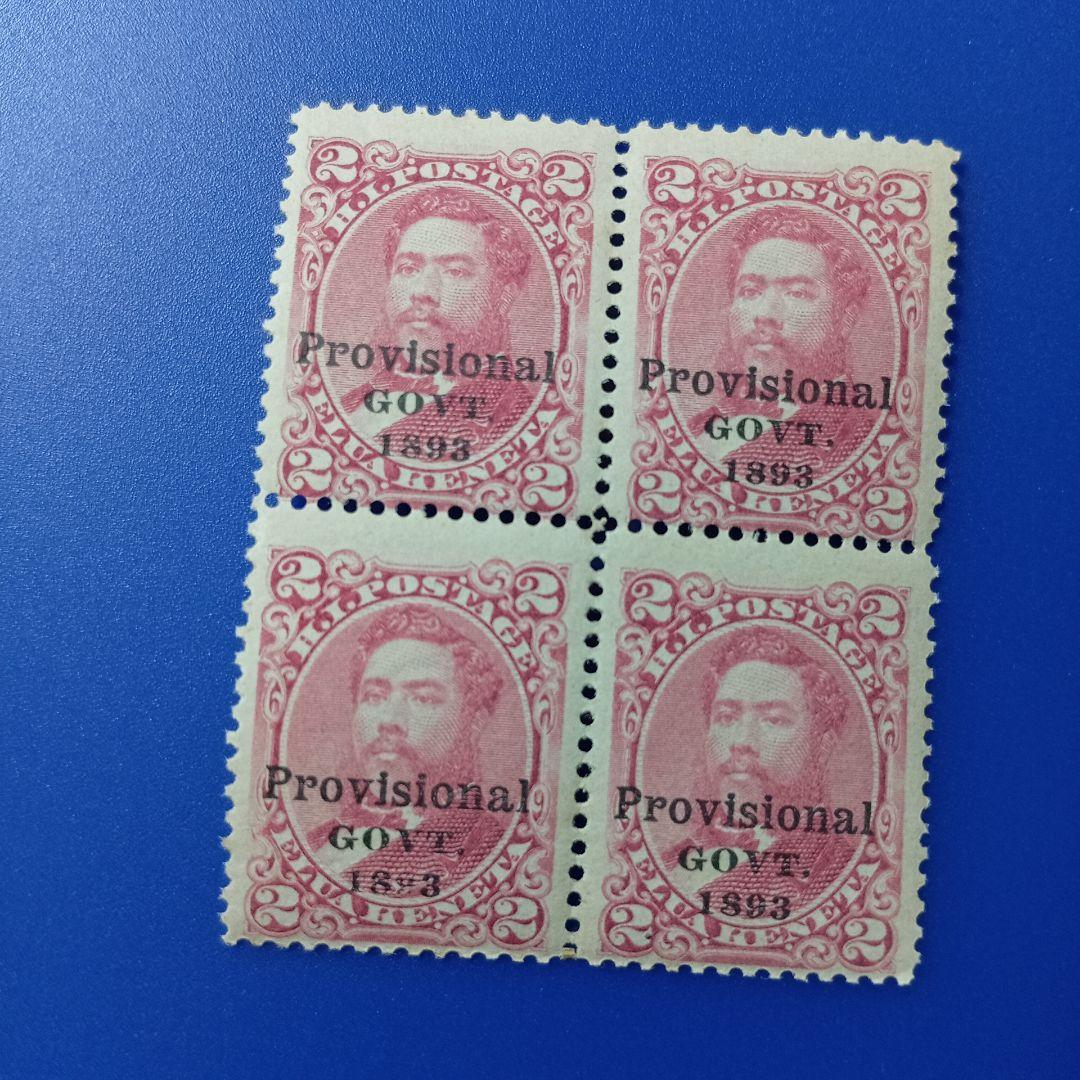 2 2
H.I. POSTAGE
Provisional
GOVT
1893
2 ELUA KENETA 2
2 2
H.I. POSTAGE
Provisional
GOVT.
1893
2 ELUA KENETA 2
2 2
H.I. POSTAGE
Provisional
GOVT.
1893
2 ELUA KENETA 2
2 2
H.I. POSTAGE
Provisional
GOVT.
1893
2 ELUA KENETA 2